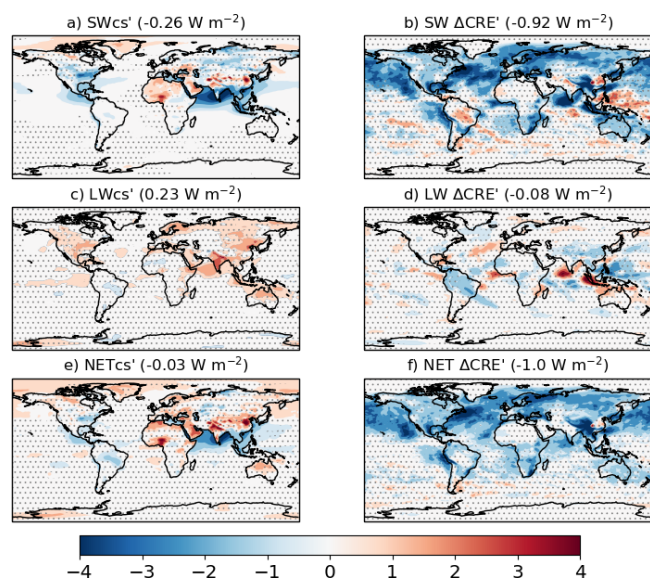 a) SWcs' (-0.26 W m⁻²)
b) SW ΔCRE' (-0.92 W m⁻²)
c) LWcs' (0.23 W m⁻²)
d) LW ΔCRE' (-0.08 W m⁻²)
e) NETcs' (-0.03 W m⁻²)
f) NET ΔCRE' (-1.0 W m⁻²)
−4 −3 −2 −1 0 1 2 3 4